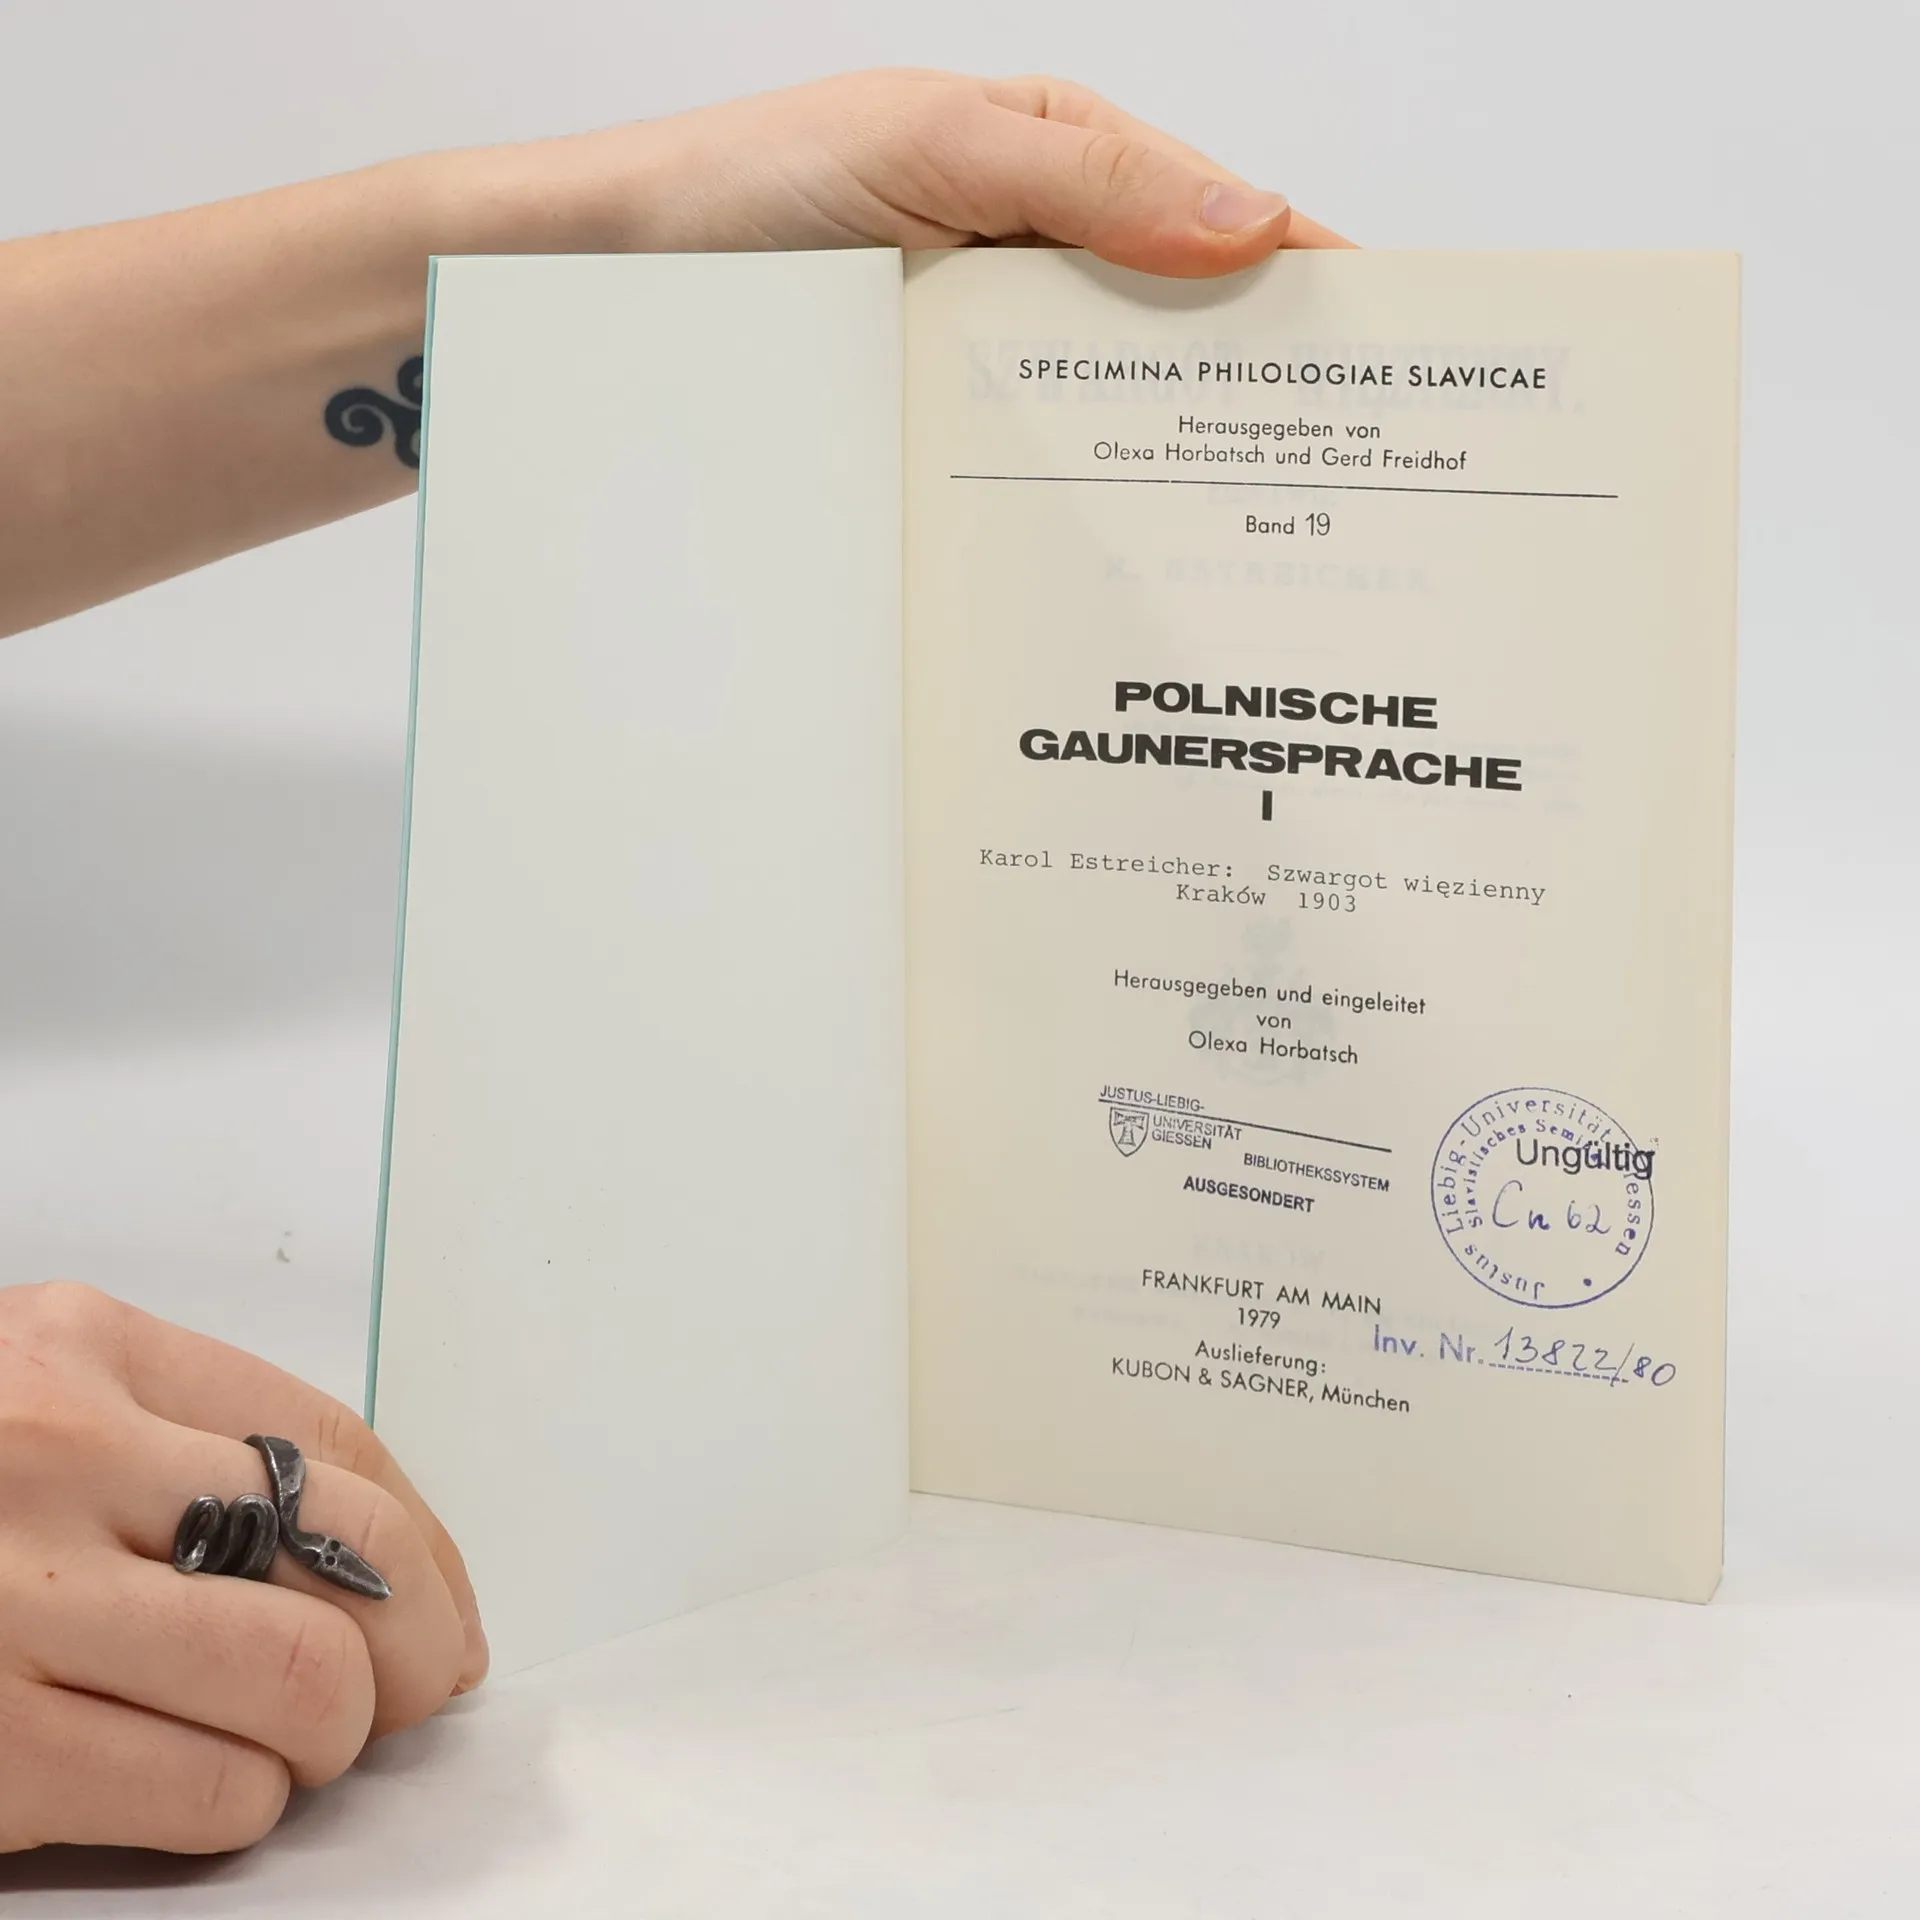 SPECIMINA PHILOLOGIAE SLAVICAE
Herausgegeben von
Olexa Horbatsch und Gerd Freidhof
Band 19
POLNISCHE
GAUNERSPRACHE
I
Karol Estreicher: Szwargot więzienny
Kraków 1903
Herausgegeben und eingeleitet
von
Olexa Horbatsch
JUSTUS-LIEBIG-
UNIVERSITÄT
GIESSEN
BIBLIOTHEKSSYSTEM
AUSGESONDERT
Justus Liebig-Universität Giessen
Slavistisches Seminar
Ungültig
Cn 62
FRANKFURT AM MAIN
1979
Inv. Nr. 13822/80
Auslieferung:
KUBON & SAGNER, München